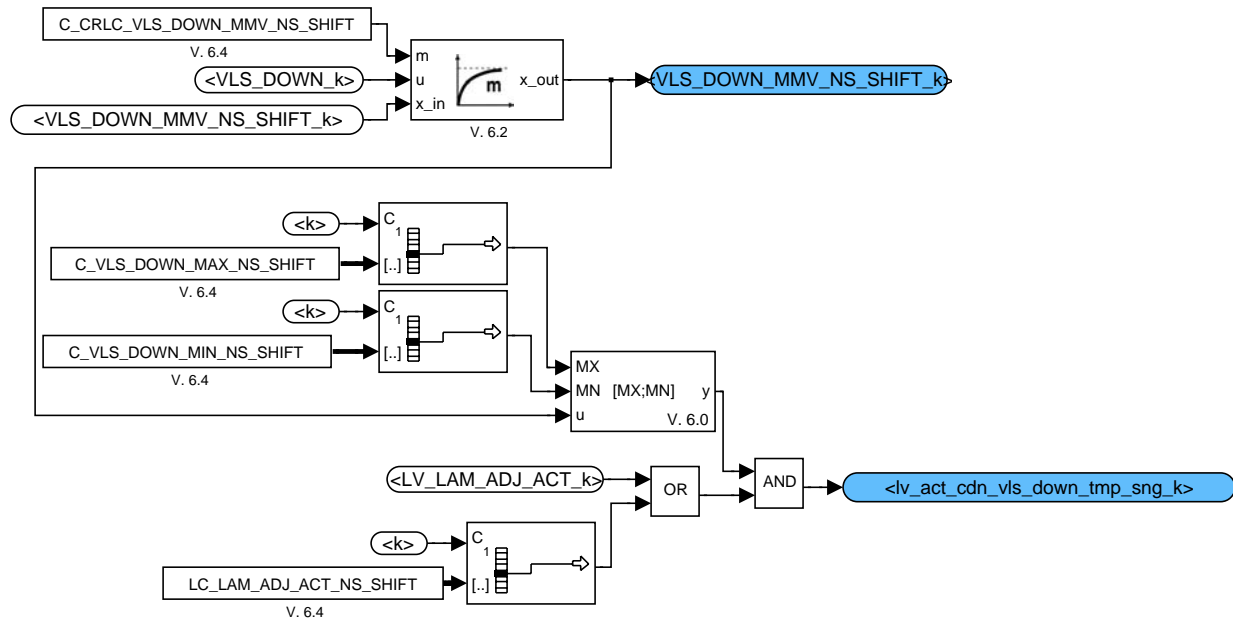 C_CRLC_VLS_DOWN_MMV_NS_SHIFT
V. 6.4
m
<VLS_DOWN_k>
u
x_out
m
<VLS_DOWN_MMV_NS_SHIFT_k>
<VLS_DOWN_MMV_NS_SHIFT_k>
x_in
V. 6.2
<k>
C
1
C_VLS_DOWN_MAX_NS_SHIFT
[..]
V. 6.4
<k>
C
1
C_VLS_DOWN_MIN_NS_SHIFT
[..]
V. 6.4
MX
MN [MX;MN] y
u
V. 6.0
<LV_LAM_ADJ_ACT_k>
OR
AND
<lv_act_cdn_vls_down_tmp_sng_k>
<k>
C
1
LC_LAM_ADJ_ACT_NS_SHIFT
[..]
V. 6.4